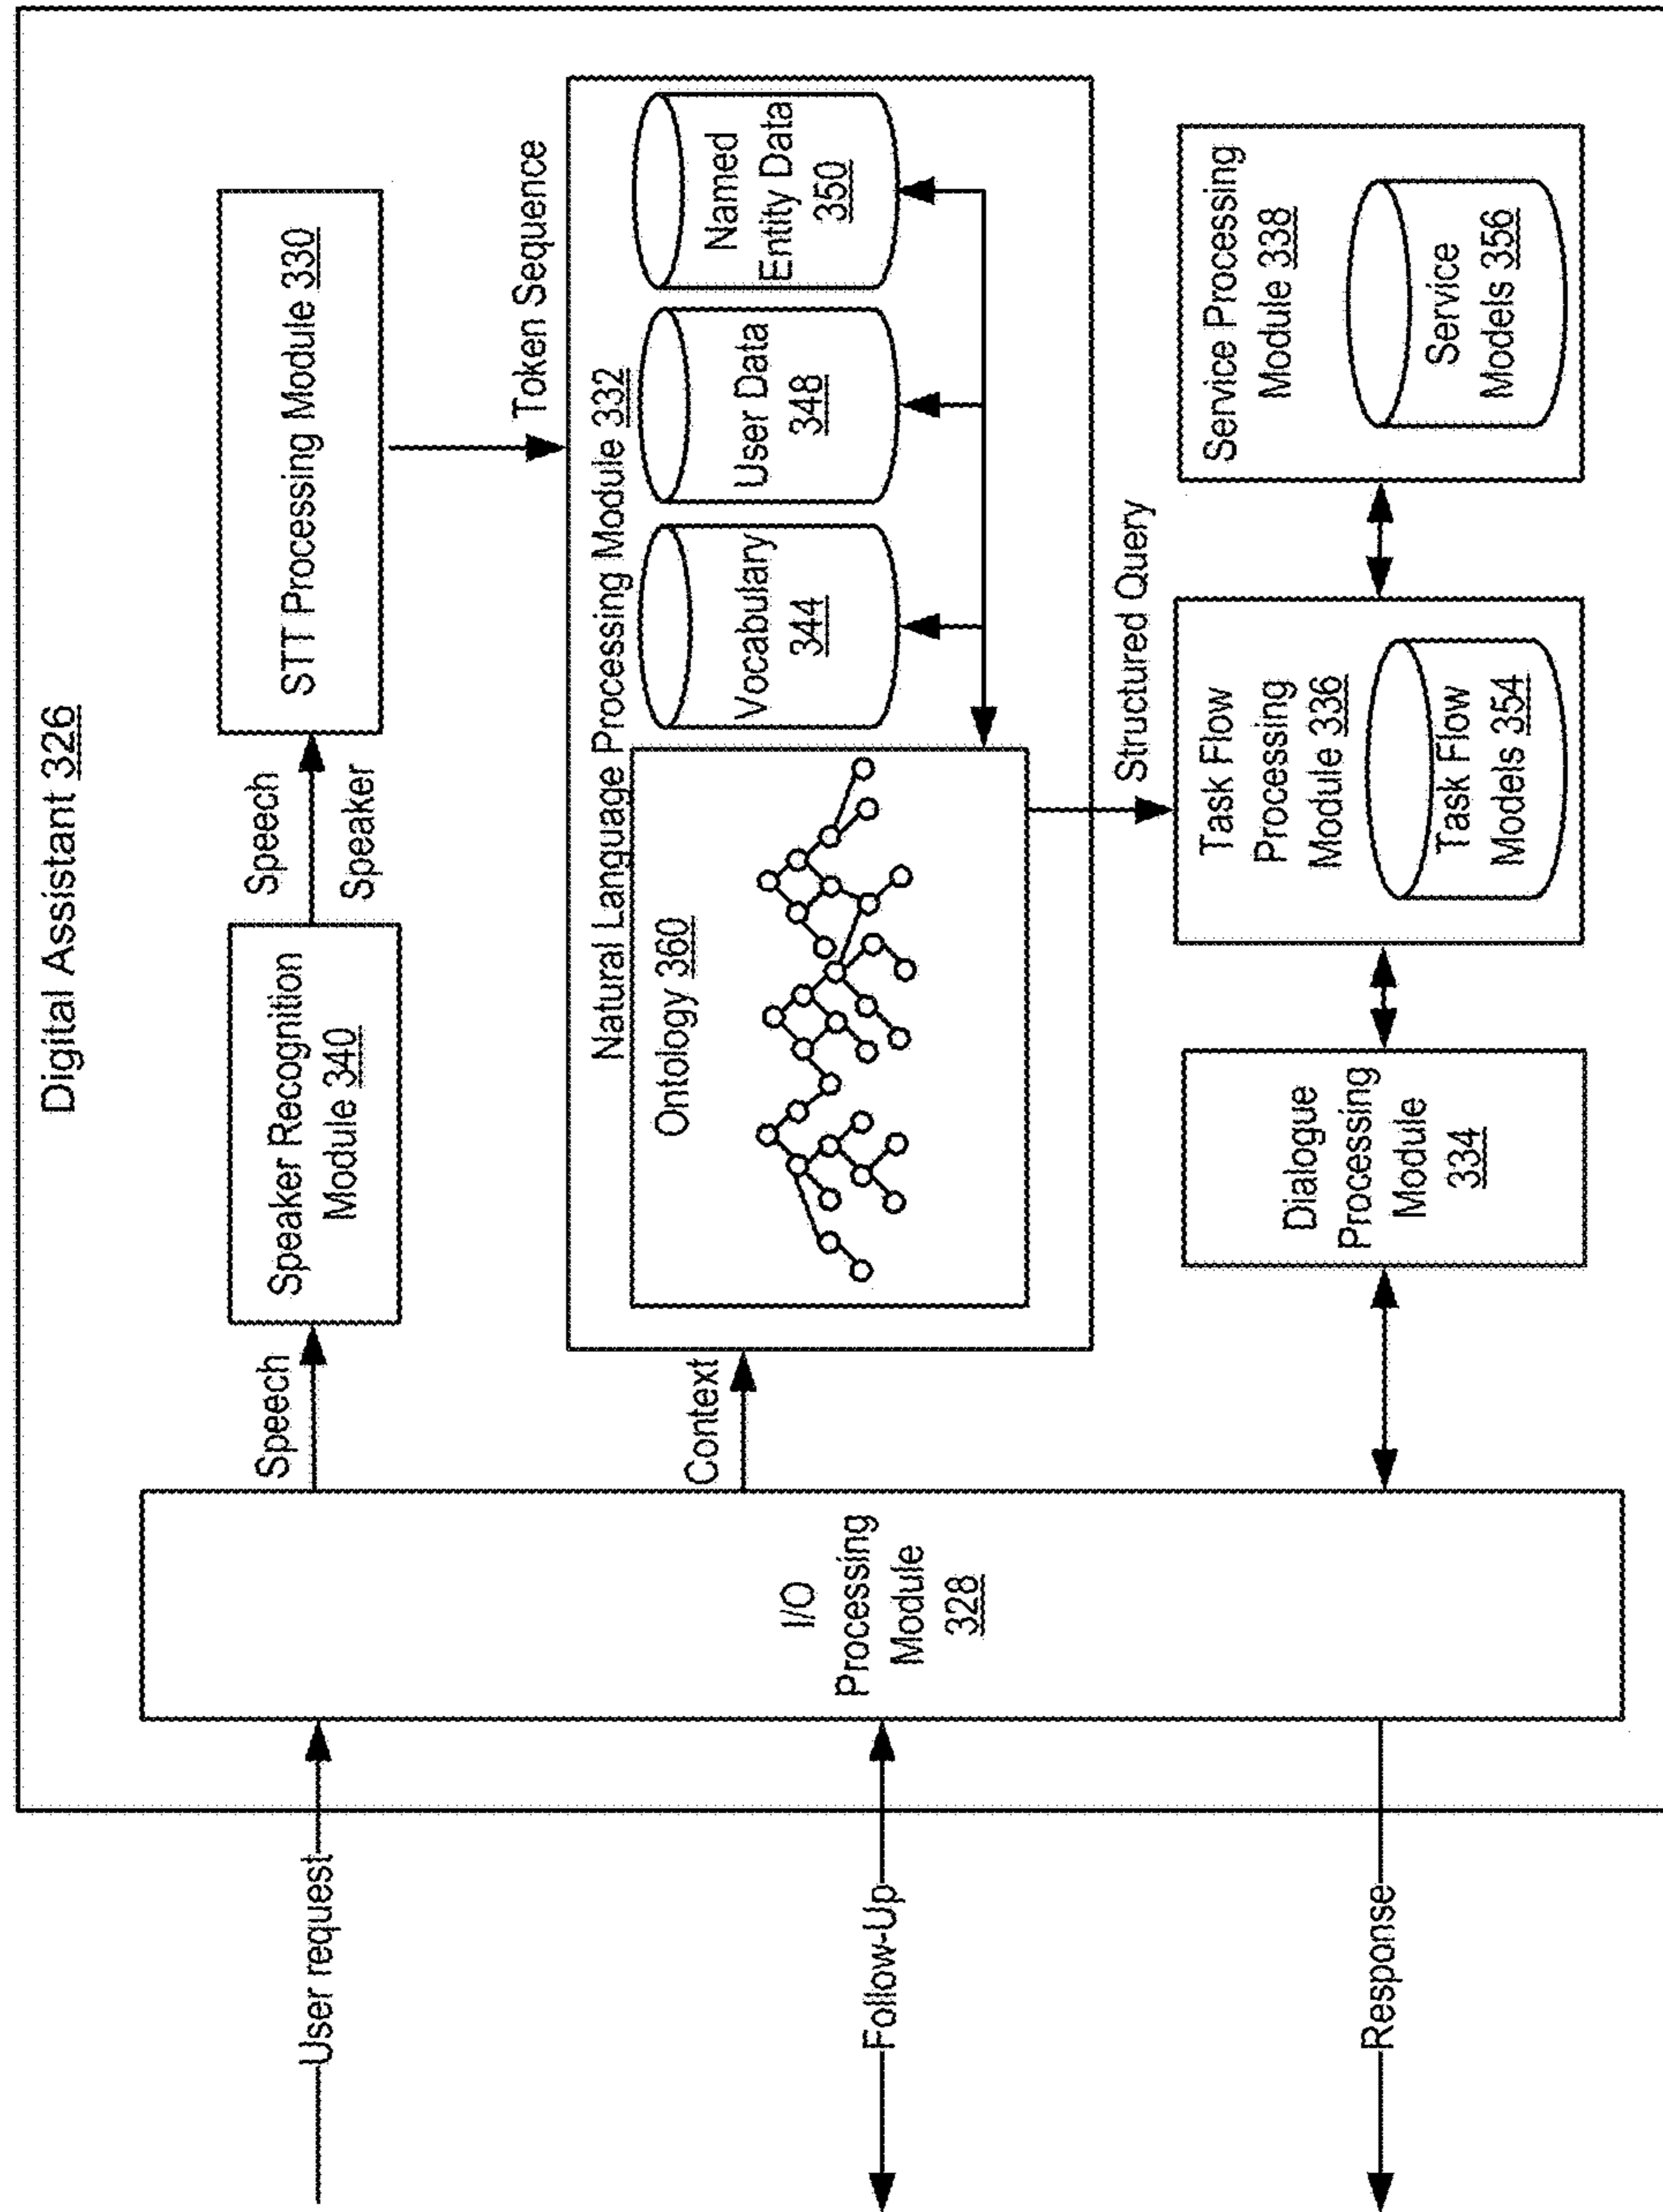 Digital Assistant 326
User request
Follow-Up
Response
I/O
Processing
Module
328
Speech
Speaker Recognition
Module 340
Speech
Speaker
STT Processing Module 330
Token Sequence
Context
Natural Language Processing Module 332
Ontology 360
Vocabulary
344
User Data
348
Named
Entity Data
350
Structured Query
Dialogue
Processing
Module
334
Task Flow
Processing
Module 336
Task Flow
Models 354
Service Processing
Module 338
Service
Models 356